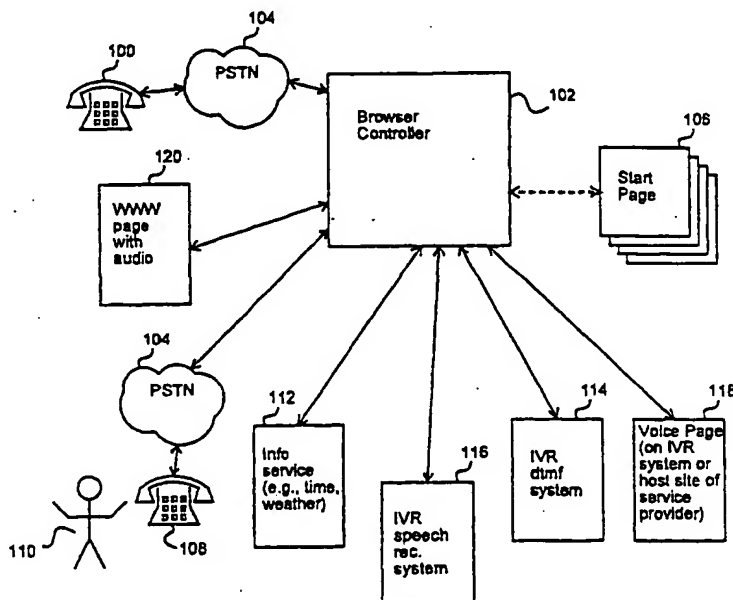 104
100
PSTN
102
Browser
Controller
106
Start
Page
120
WWW
page
with
audio
104
PSTN
112
Info
service
(e.g., time,
weather)
116
IVR
speech
rec.
system
114
IVR
dtmf
system
118
Voice Page
(on IVR
system or
host site of
service
provider)
110
108